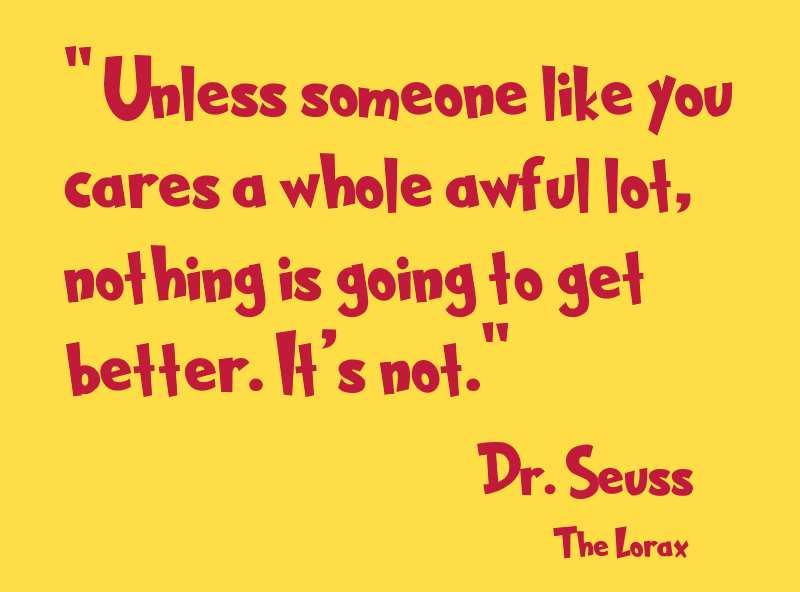 "Unless someone like you
cares a whole awful lot,
nothing is going to get
better. It's not."
Dr. Seuss
The Lorax